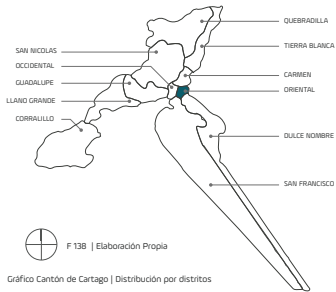 QUEBRADILLA
SAN NICOLAS
TIERRA BLANCA
OCCIDENTAL
CARMEN
GUADALUPE
ORIENTAL
LLANO GRANDE
CORRALILLO
DULCE NOMBRE
SAN FRANCISCO
F 138 | Elaboración Propia
Gráfico Cantón de Cartago | Distribución por distritos